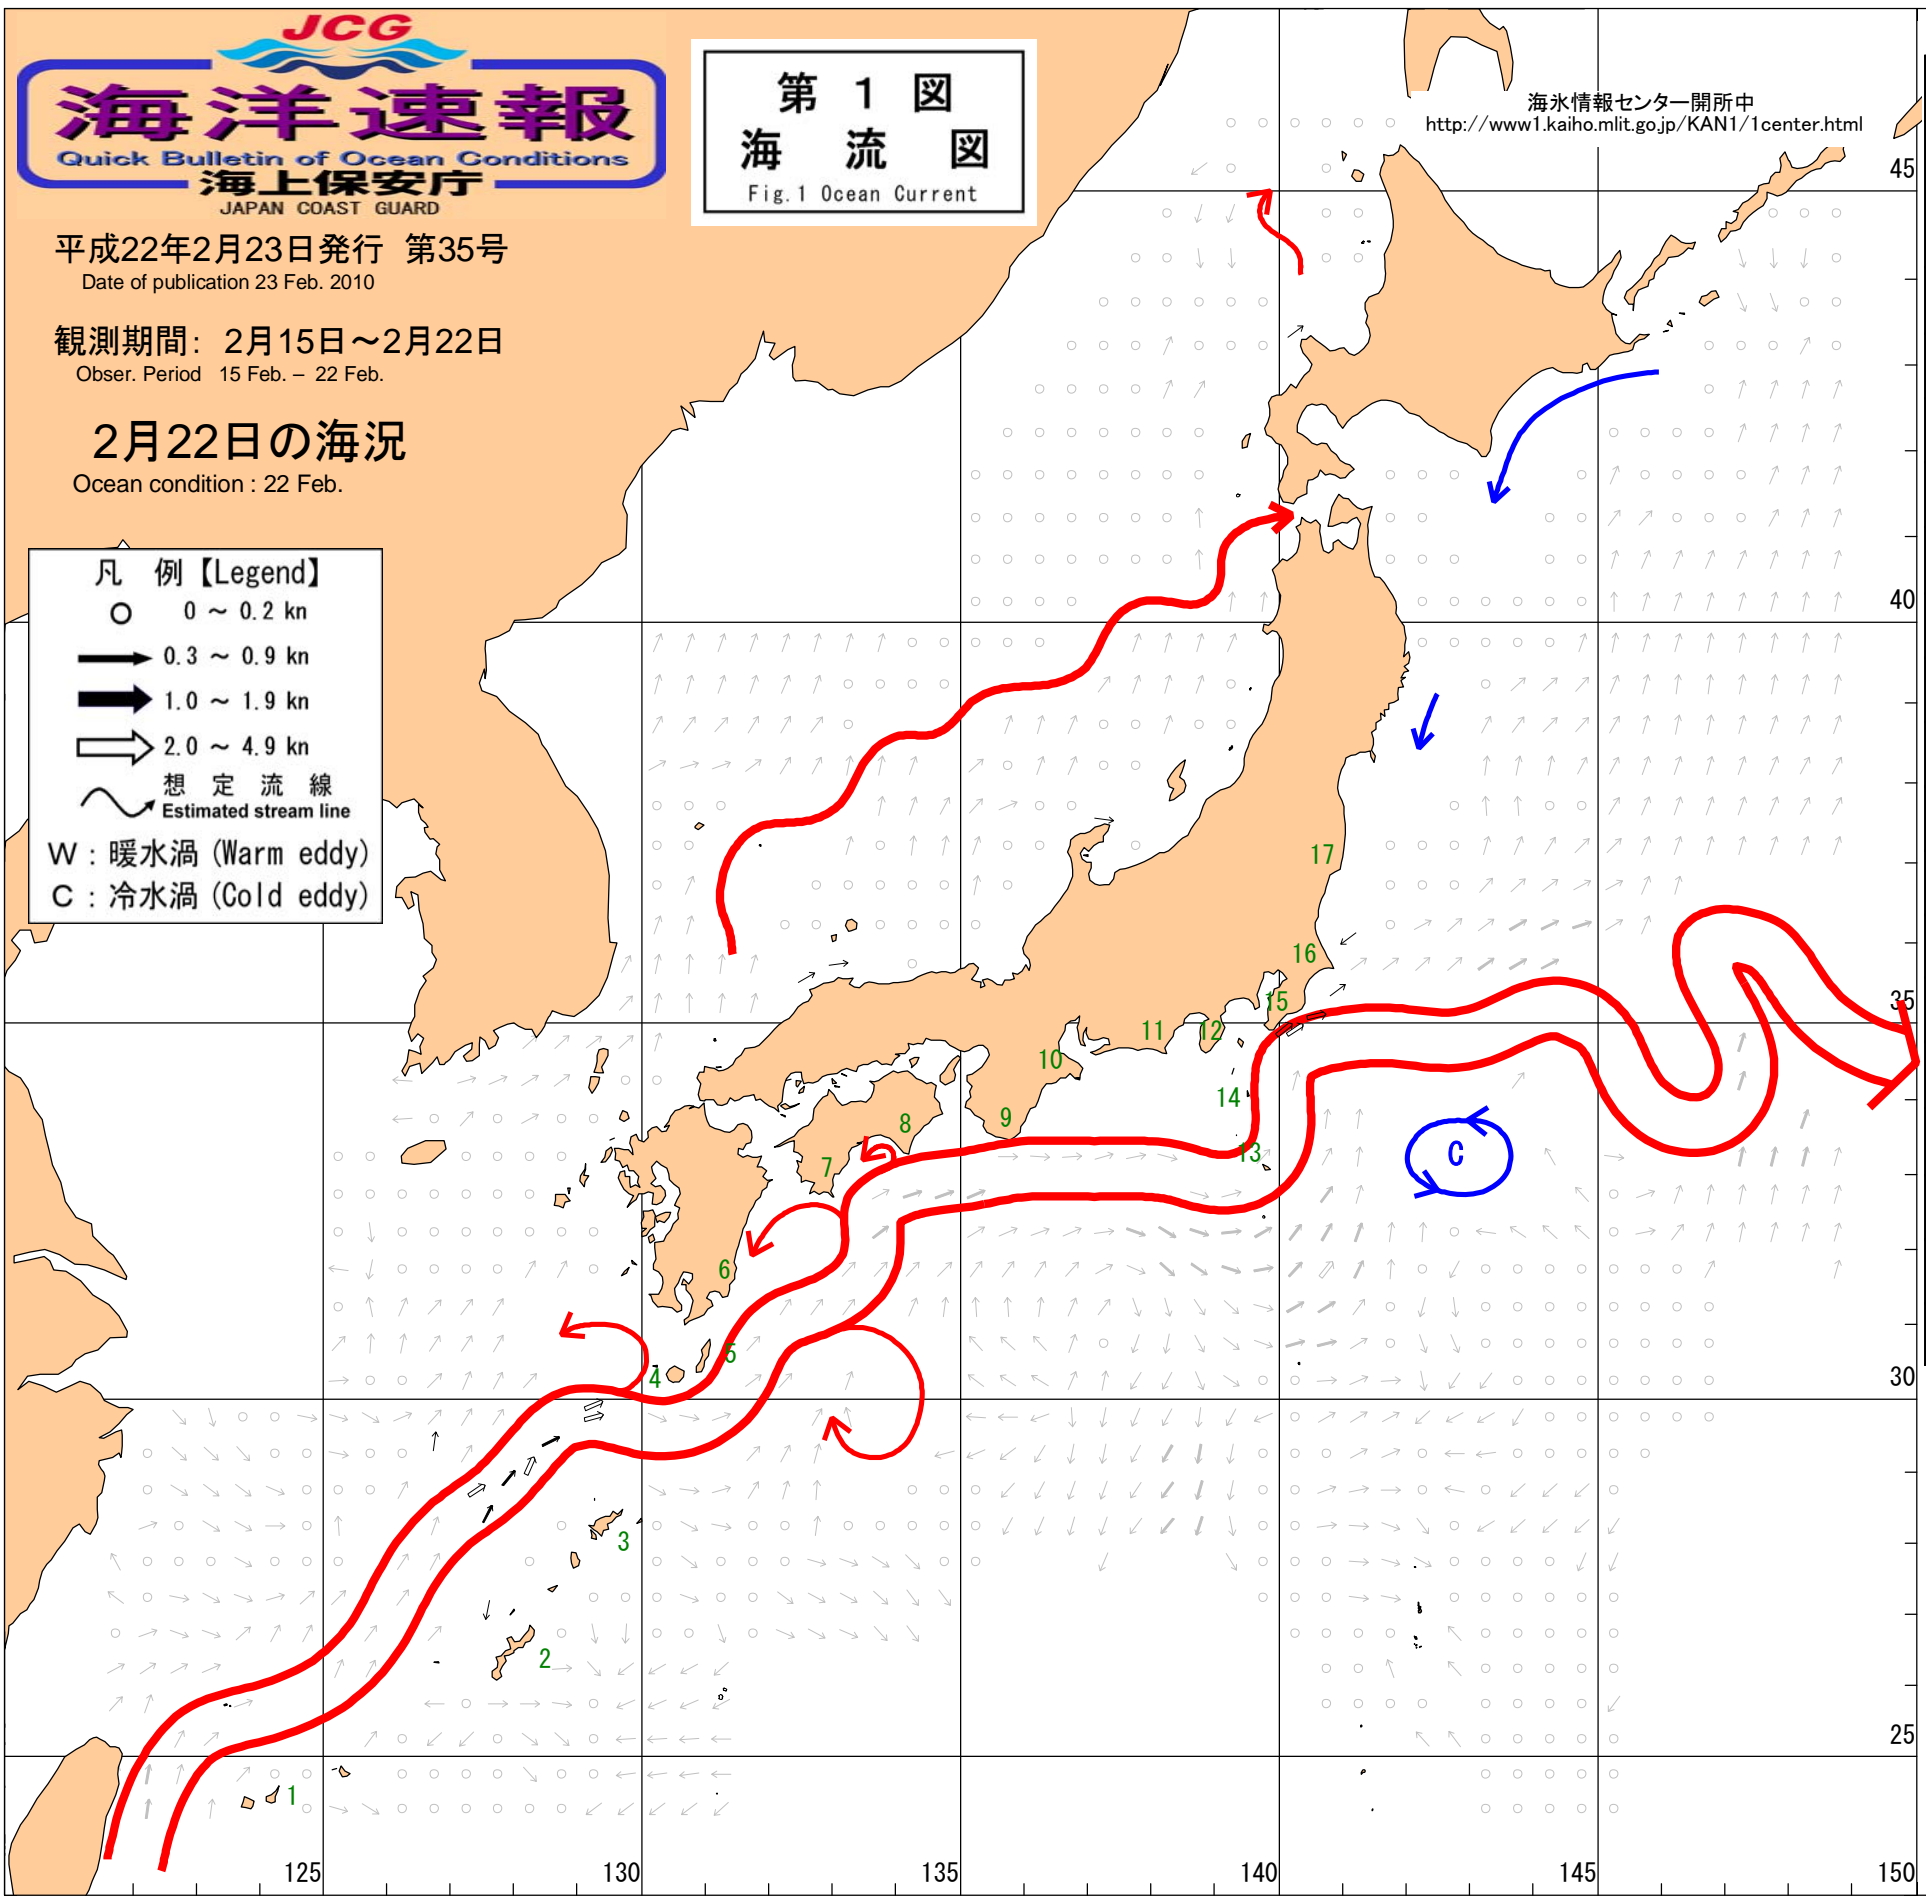 JCG
海洋速報
Quick Bulletin of Ocean Conditions
海上保安庁
JAPAN COAST GUARD
第 1 図
海 流 図
Fig.1 Ocean Current
海氷情報センター開所中
http://www1.kaiho.mlit.go.jp/KAN1/1center.html
平成22年2月23日発行 第35号
Date of publication 23 Feb. 2010
観測期間: 2月15日～2月22日
Obser. Period 15 Feb. – 22 Feb.
2月22日の海況
Ocean condition : 22 Feb.
凡 例【Legend】
0 ～ 0.2 kn
0.3 ～ 0.9 kn
1.0 ～ 1.9 kn
2.0 ～ 4.9 kn
想 定 流 線
Estimated stream line
W : 暖水渦 (Warm eddy)
C : 冷水渦 (Cold eddy)
45
40
17
16
35
15
12
11
10
14
9
8
13
7
C
6
5
4
30
3
2
25
1
125
130
135
140
145
150